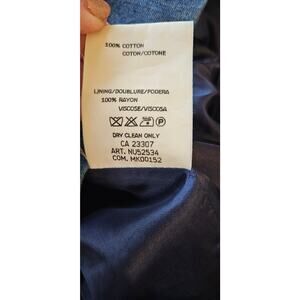 100% COTTON
COTON/COTONE
LINING/DOUBLURE/FODERA
100% RAYON
VISCOSE/VISCOSA
DRY CLEAN ONLY
CA 23307
ART. NU52534
COM. MK00152